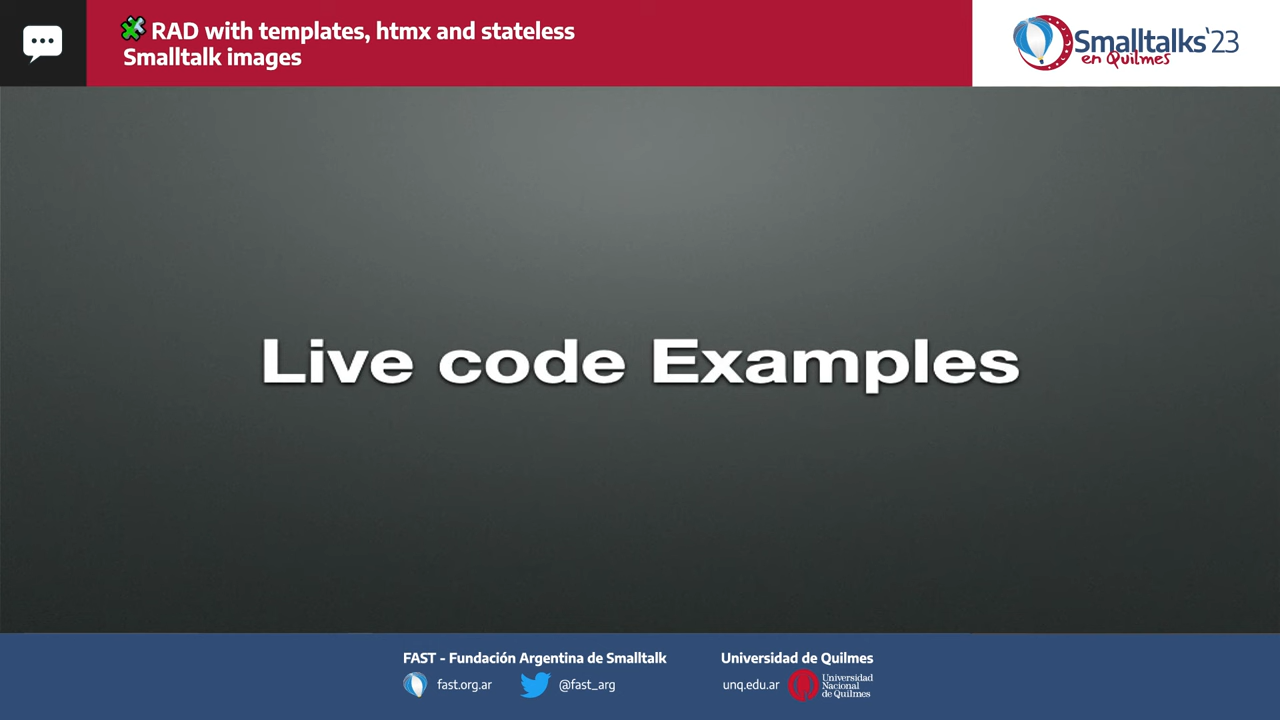 RAD with templates, htmx and stateless
Smalltalk images
Smalltalks'23
en Quilmes
Live code Examples
FAST - Fundación Argentina de Smalltalk
fast.org.ar
@fast_arg
Universidad de Quilmes
unq.edu.ar
Universidad
Nacional
de Quilmes